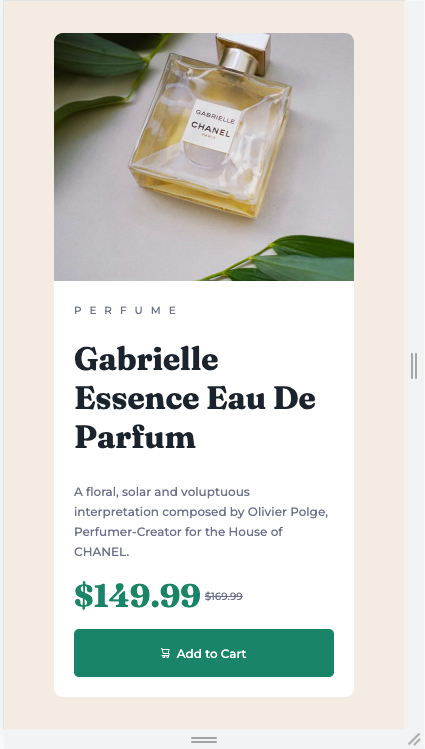 GABRIELLE
CHANEL
PARIS
PERFUME
Gabrielle
Essence Eau De
Parfum
A floral, solar and voluptuous
interpretation composed by Olivier Polge,
Perfumer-Creator for the House of
CHANEL.
$149.99 $169.99
Add to Cart